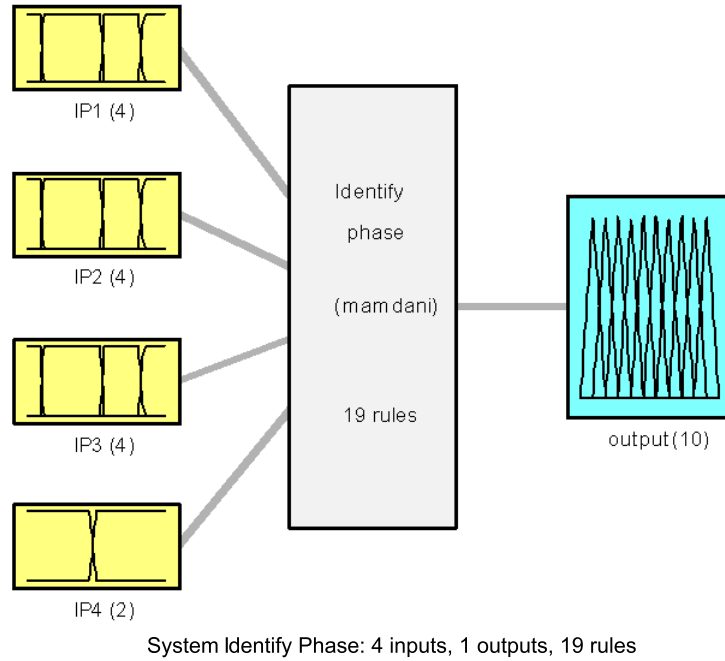 IP1 (4)
IP2 (4)
IP3 (4)
IP4 (2)
Identify
phase
(mamdani)
19 rules
output(10)
System Identify Phase: 4 inputs, 1 outputs, 19 rules